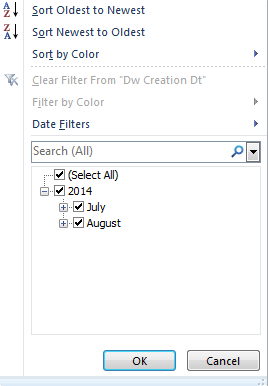 Sort Oldest to Newest
Sort Newest to Oldest
Sort by Color
Clear Filter From "Dw Creation Dt"
Filter by Color
Date Filters
Search (All)
(Select All)
2014
July
August
OK
Cancel